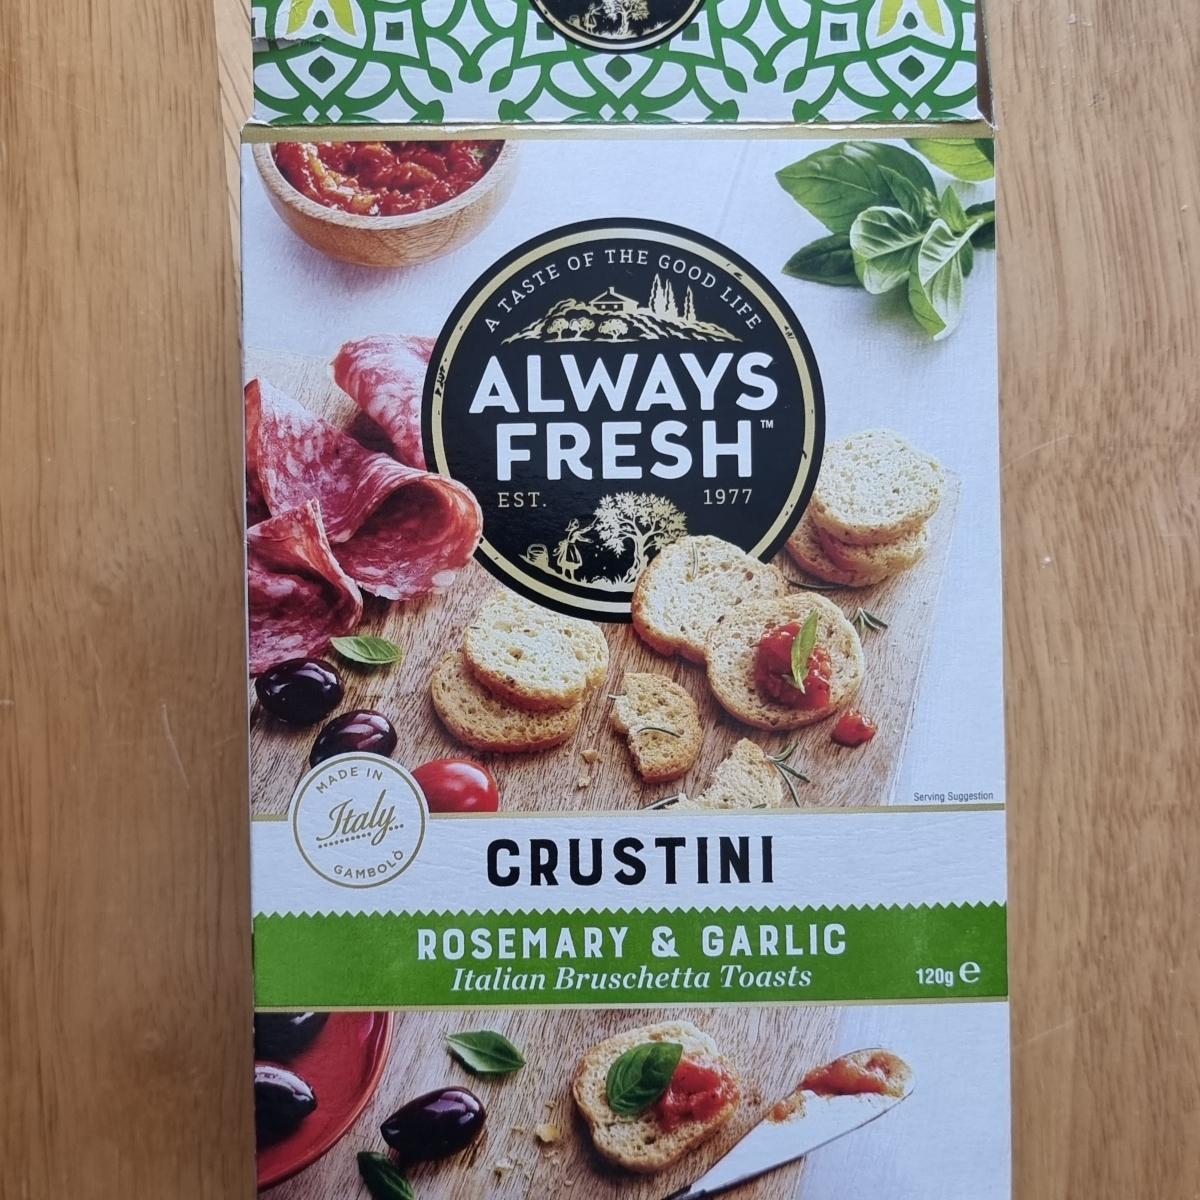 A TASTE OF THE GOOD LIFE
ALWAYS
FRESH™
EST. 1977
Serving Suggestion
MADE IN
Italy
GAMBOLÒ
CRUSTINI
ROSEMARY & GARLIC
Italian Bruschetta Toasts
120g ℮